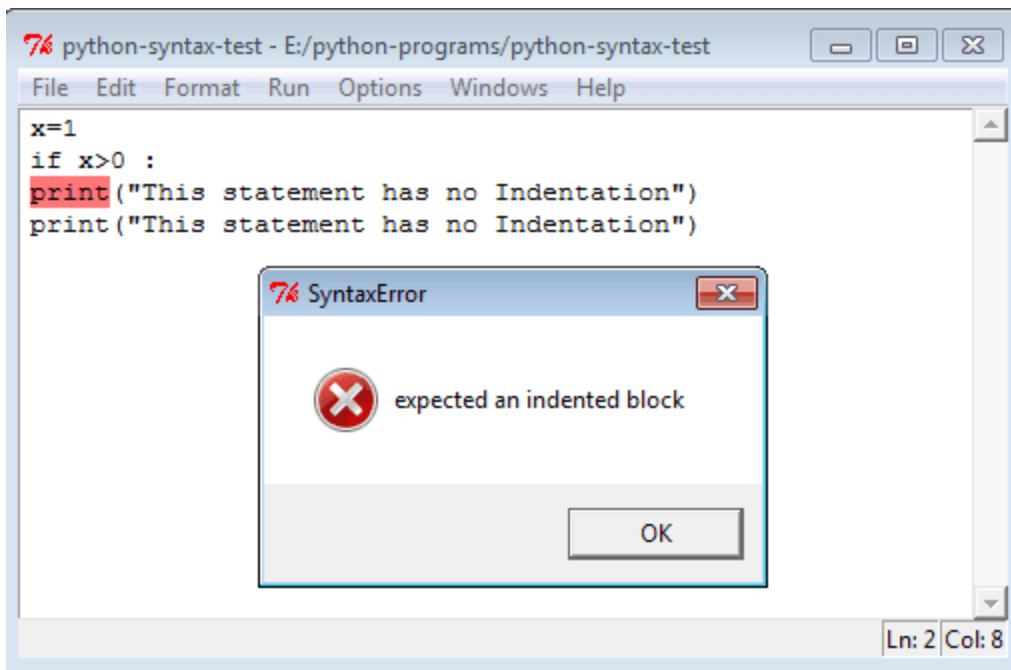 python-syntax-test - E:/python-programs/python-syntax-test
File Edit Format Run Options Windows Help
x=1
if x>0 :
print("This statement has no Indentation")
print("This statement has no Indentation")
SyntaxError
expected an indented block
OK
Ln: 2 Col: 8